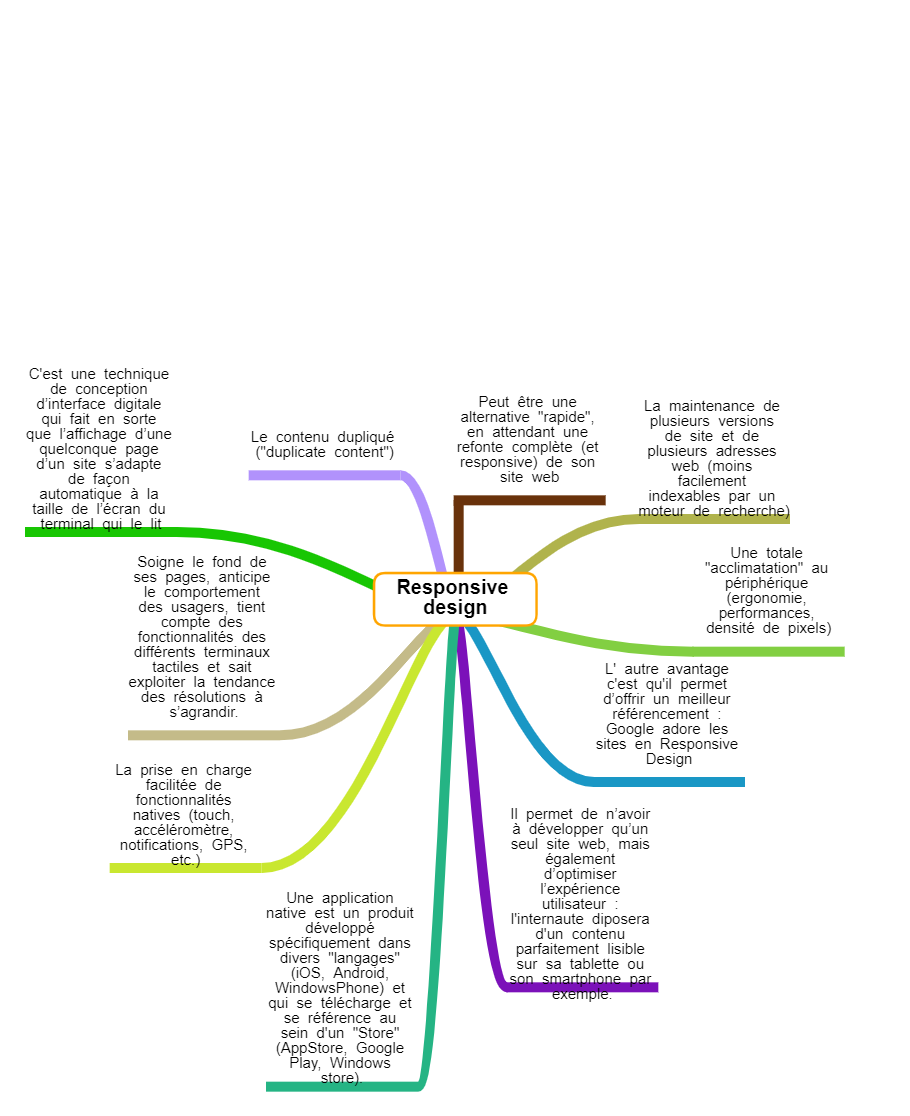 C'est une technique
de conception
d’interface digitale
qui fait en sorte
que l’affichage d’une
quelconque page
d’un site s’adapte
de façon
automatique à la
taille de l’écran du
terminal qui le lit
Le contenu dupliqué
("duplicate content")
Peut être une
alternative "rapide",
en attendant une
refonte complète (et
responsive) de son
site web
La maintenance de
plusieurs versions
de site et de
plusieurs adresses
web (moins
facilement
indexables par un
moteur de recherche)
Responsive
design
Une totale
"acclimatation" au
périphérique
(ergonomie,
performances,
densité de pixels)
Soigne le fond de
ses pages, anticipe
le comportement
des usagers, tient
compte des
fonctionnalités des
différents terminaux
tactiles et sait
exploiter la tendance
des résolutions à
s’agrandir.
L' autre avantage
c'est qu'il permet
d’offrir un meilleur
référencement :
Google adore les
sites en Responsive
Design
La prise en charge
facilitée de
fonctionnalités
natives (touch,
accéléromètre,
notifications, GPS,
etc.)
Il permet de n’avoir
à développer qu’un
seul site web, mais
également
d’optimiser
l’expérience
utilisateur :
l'internaute diposera
d'un contenu
parfaitement lisible
sur sa tablette ou
son smartphone par
exemple.
Une application
native est un produit
développé
spécifiquement dans
divers "langages"
(iOS, Android,
WindowsPhone) et
qui se télécharge et
se référence au
sein d'un "Store"
(AppStore, Google
Play, Windows
store).